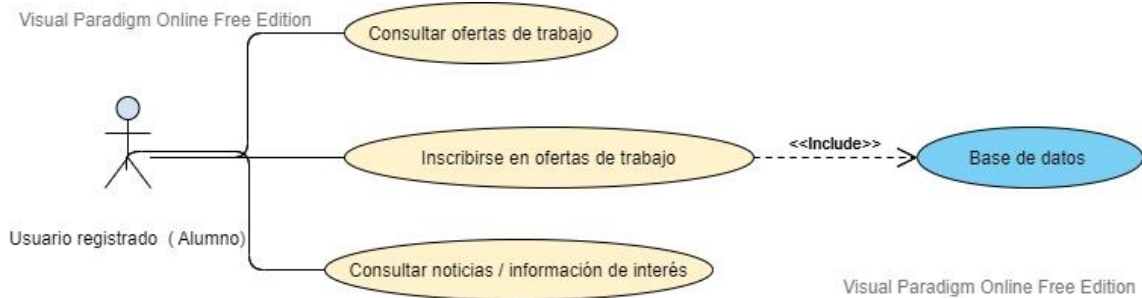 Visual Paradigm Online Free Edition
Consultar ofertas de trabajo
Inscribirse en ofertas de trabajo
<<Include>>
Base de datos
Usuario registrado ( Alumno)
Consultar noticias / información de interés
Visual Paradigm Online Free Edition